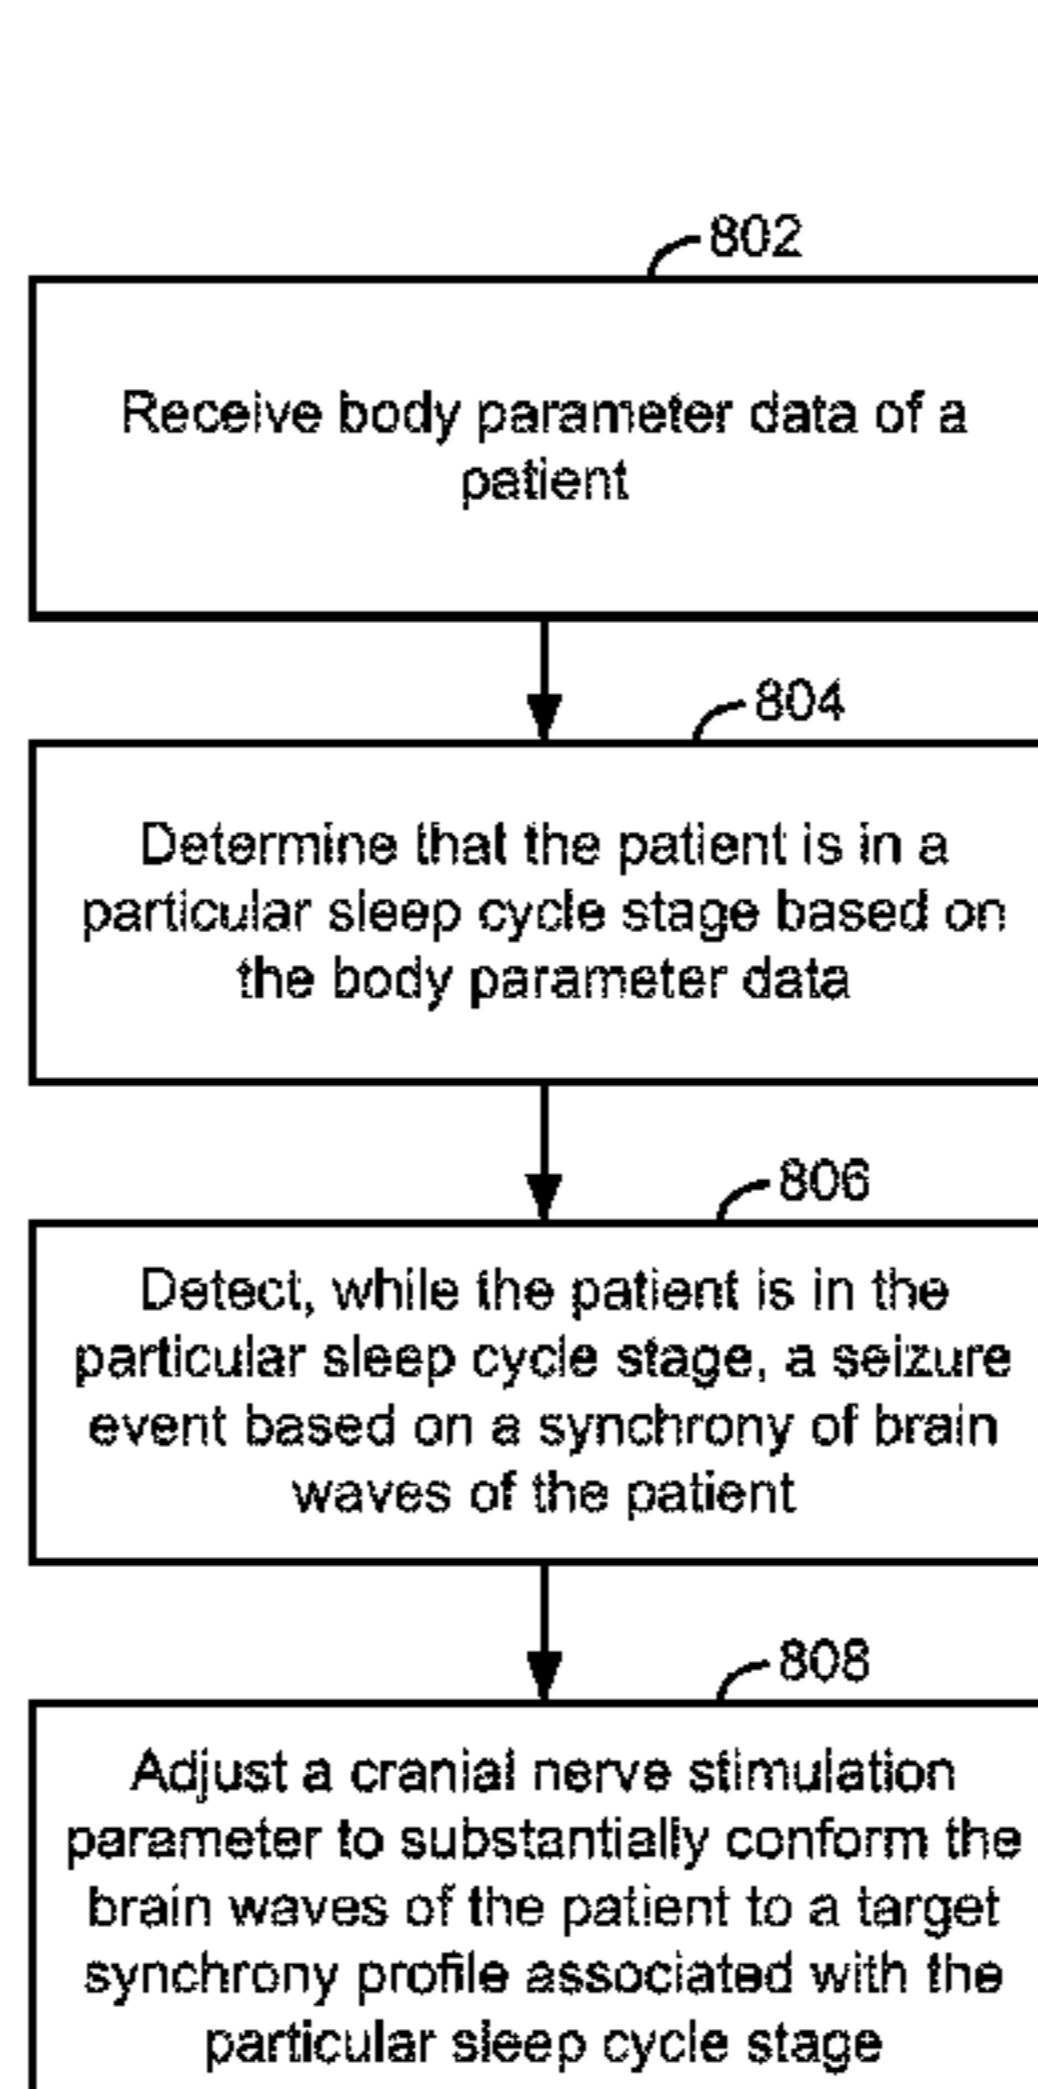 802
Receive body parameter data of a
patient
804
Determine that the patient is in a
particular sleep cycle stage based on
the body parameter data
806
Detect, while the patient is in the
particular sleep cycle stage, a seizure
event based on a synchrony of brain
waves of the patient
808
Adjust a cranial nerve stimulation
parameter to substantially conform the
brain waves of the patient to a target
synchrony profile associated with the
particular sleep cycle stage